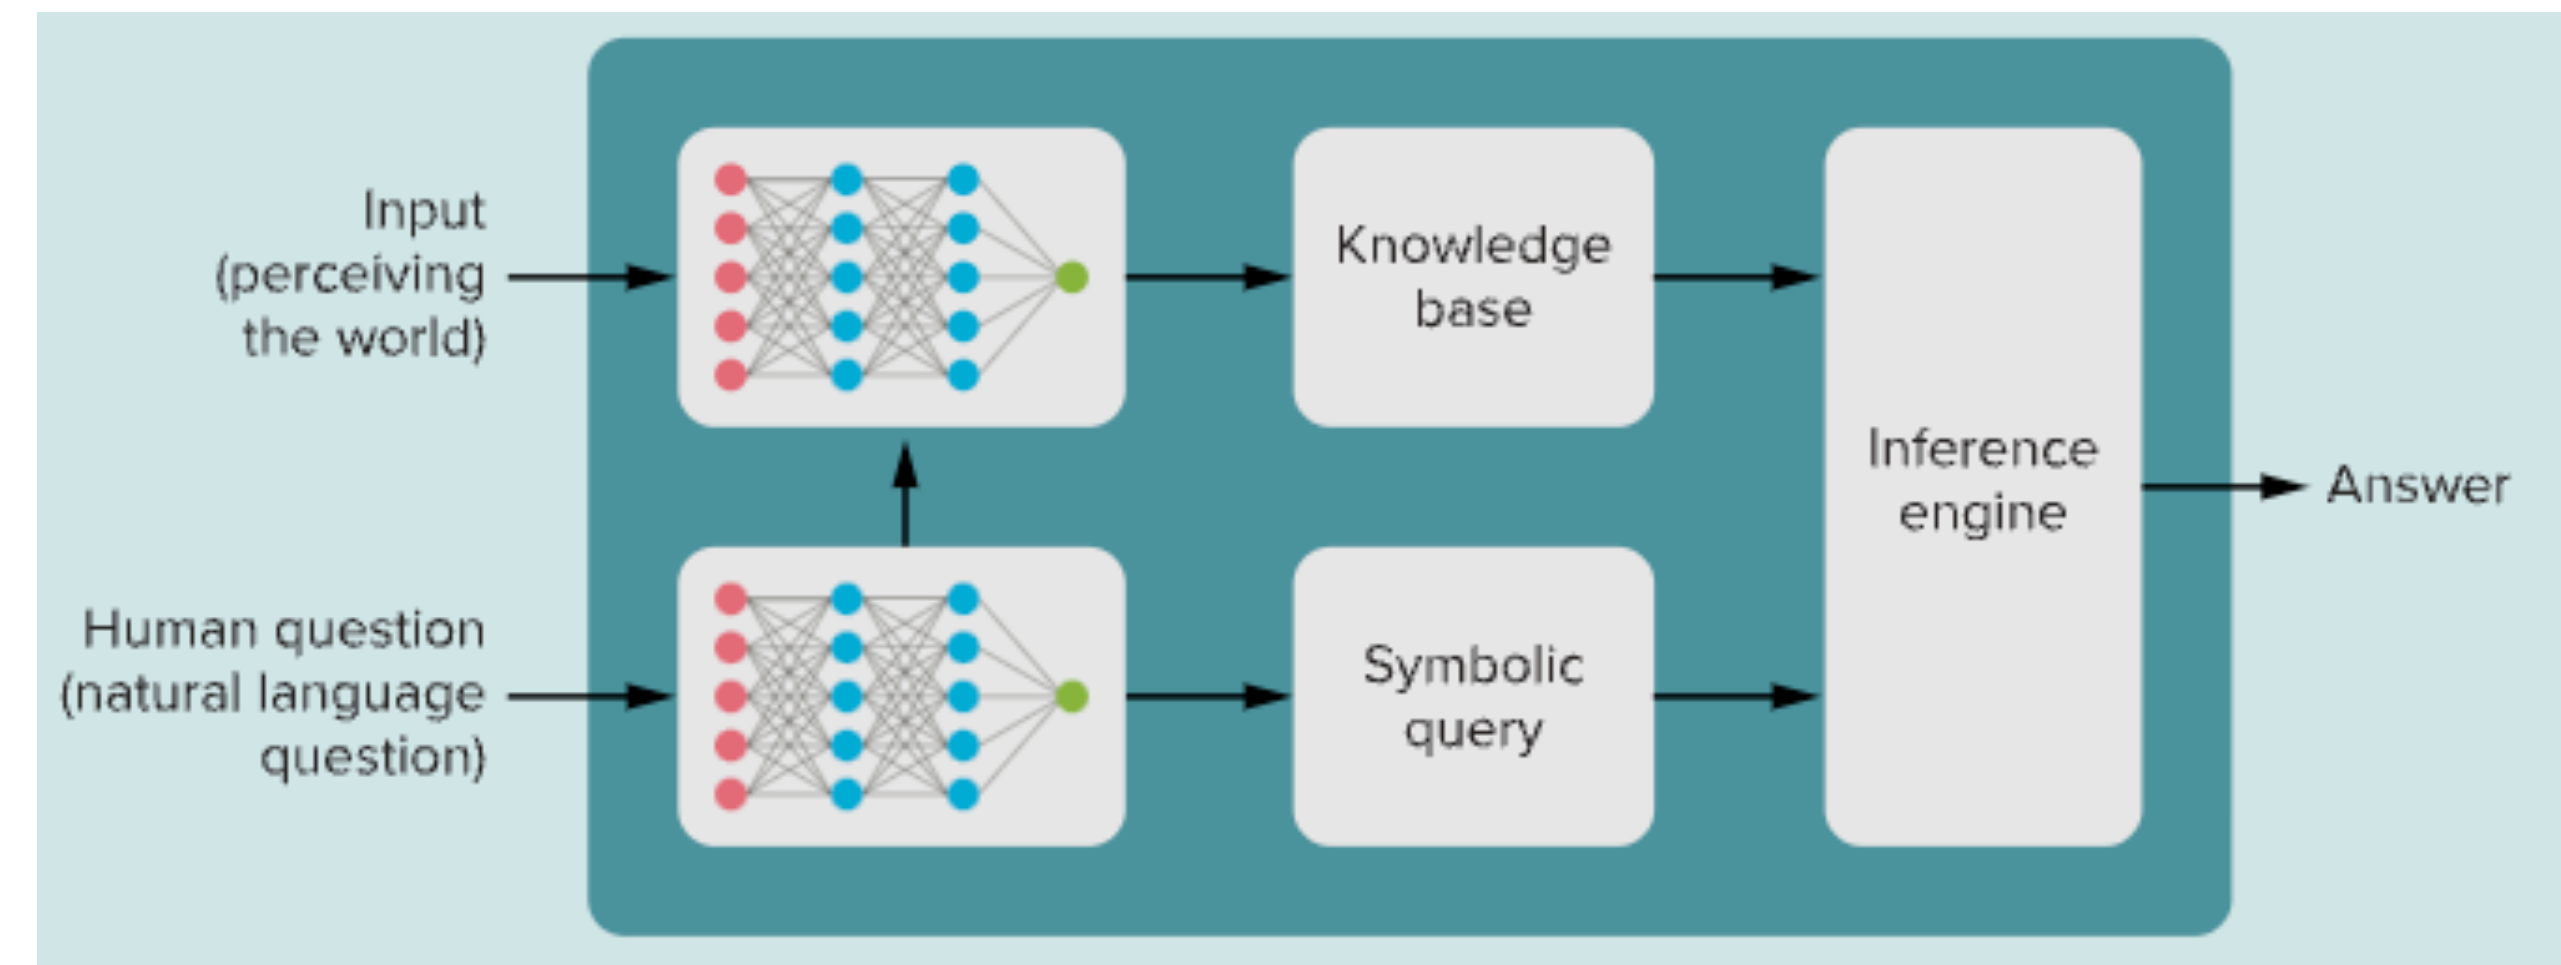 Input
(perceiving
the world)
Knowledge
base
Human question
(natural language
question)
Symbolic
query
Inference
engine
Answer